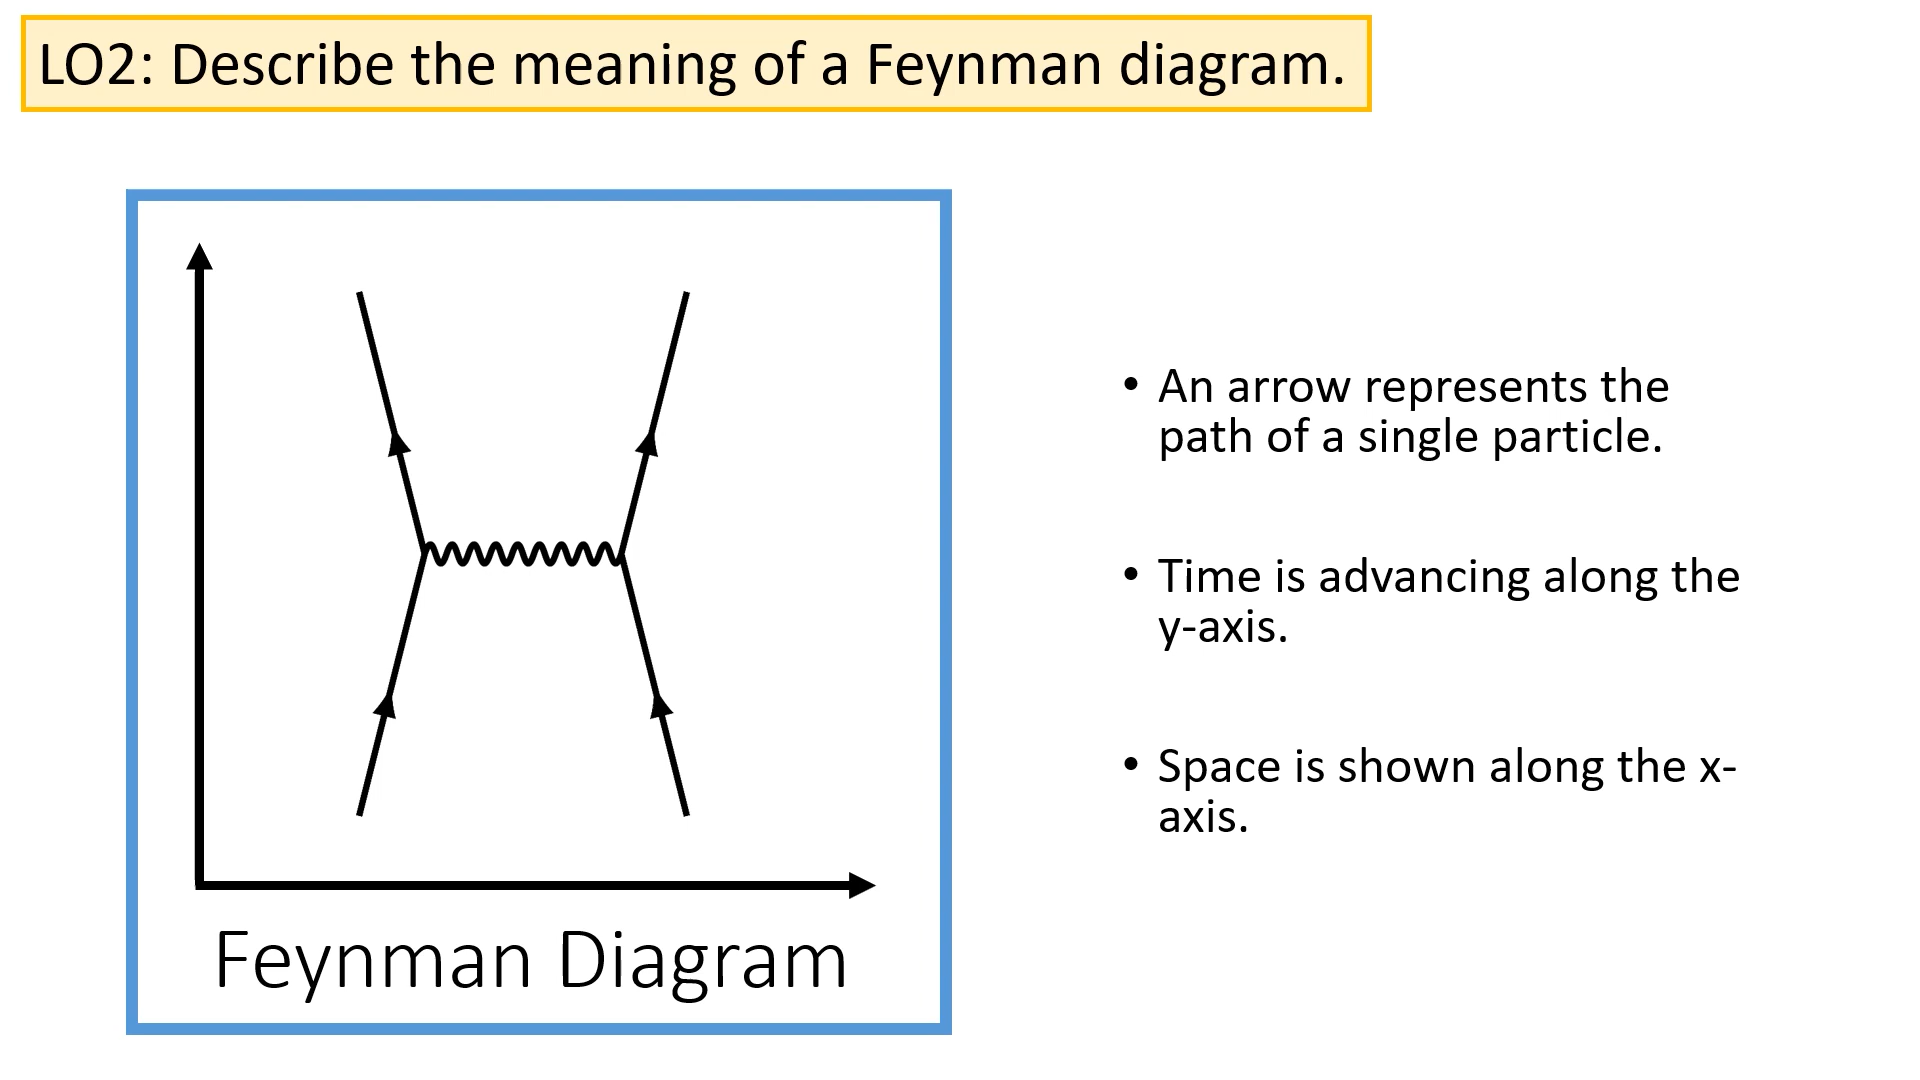 LO2: Describe the meaning of a Feynman diagram.
Feynman Diagram
• An arrow represents the
path of a single particle.
• Time is advancing along the
y-axis.
• Space is shown along the x-
axis.